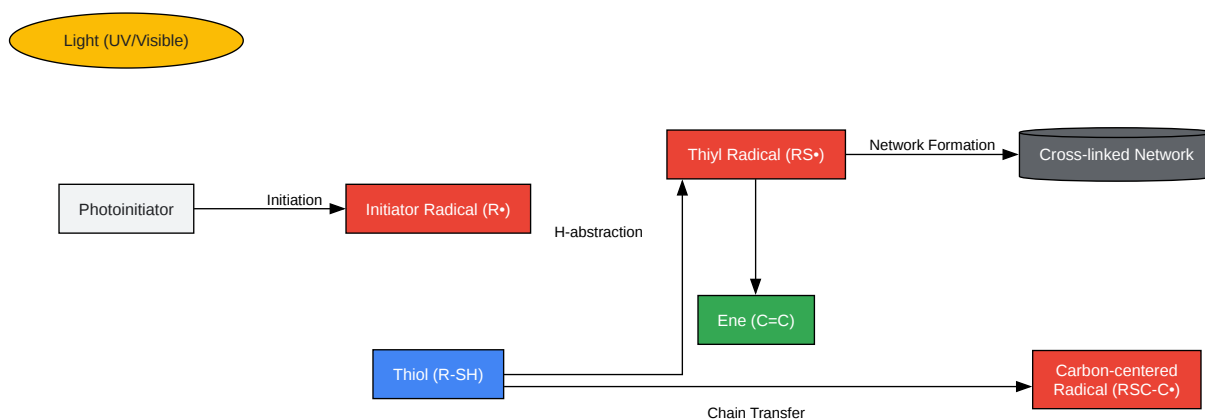 Light (UV/Visible)
Thiyl Radical (RS•)
Network Formation
Cross-linked Network
Photoinitiator
Initiation
Initiator Radical (R•)
H-abstraction
Ene (C=C)
Thiol (R-SH)
Carbon-centered
Radical (RSC-C•)
Chain Transfer